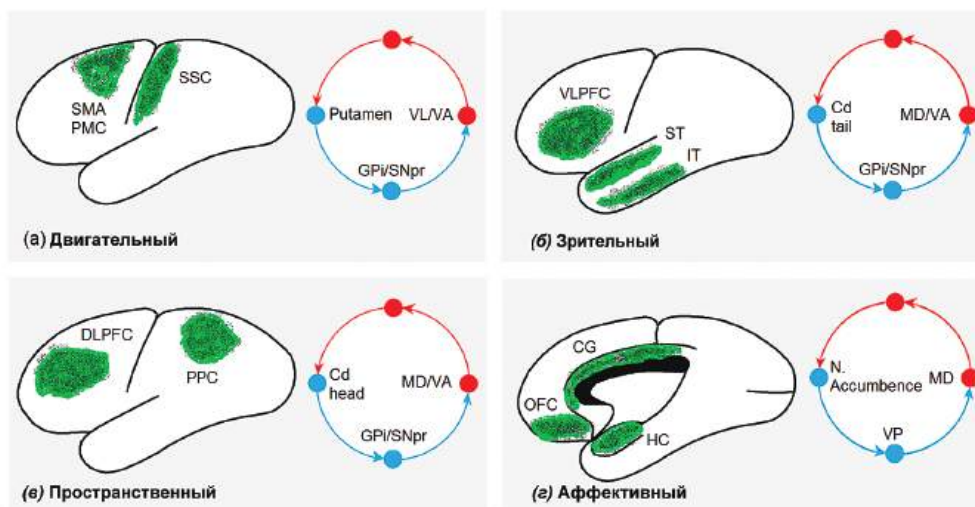 SSC
SMA
PMC
Putamen
VL/VA
GPi/SNpr
(а) Двигательный
VLPFC
ST
IT
Cd
tail
MD/VA
GPi/SNpr
(б) Зрительный
DLPFC
PPC
Cd
head
MD/VA
GPi/SNpr
(в) Пространственный
CG
OFC
HC
N.
Accumbence
MD
VP
(г) Аффективный